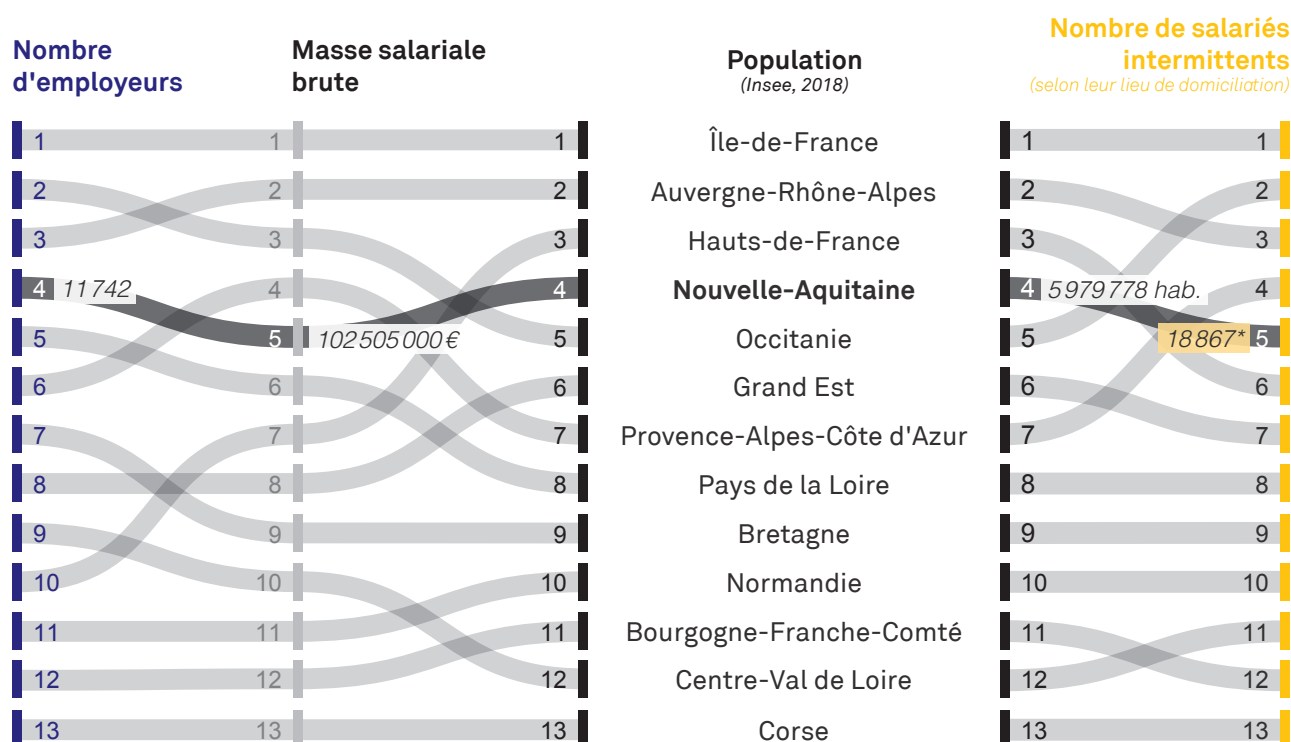 Nombre
d'employeurs
Masse salariale
brute
Population
(Insee, 2018)
Nombre de salariés
intermittents
(selon leur lieu de domiciliation)
1 1 1 Île-de-France 1 1
2 2 2 Auvergne-Rhône-Alpes 2 2
3 3 3 Hauts-de-France 3 3
4 11 742 4 4 Nouvelle-Aquitaine 4 5 979 778 hab. 4
5 5 102 505 000 € 5 Occitanie 5 18 867* 5
6 6 6 Grand Est 6 6
7 7 7 Provence-Alpes-Côte d'Azur 7 7
8 8 8 Pays de la Loire 8 8
9 9 9 Bretagne 9 9
10 10 10 Normandie 10 10
11 11 11 Bourgogne-Franche-Comté 11 11
12 12 12 Centre-Val de Loire 12 12
13 13 13 Corse 13 13